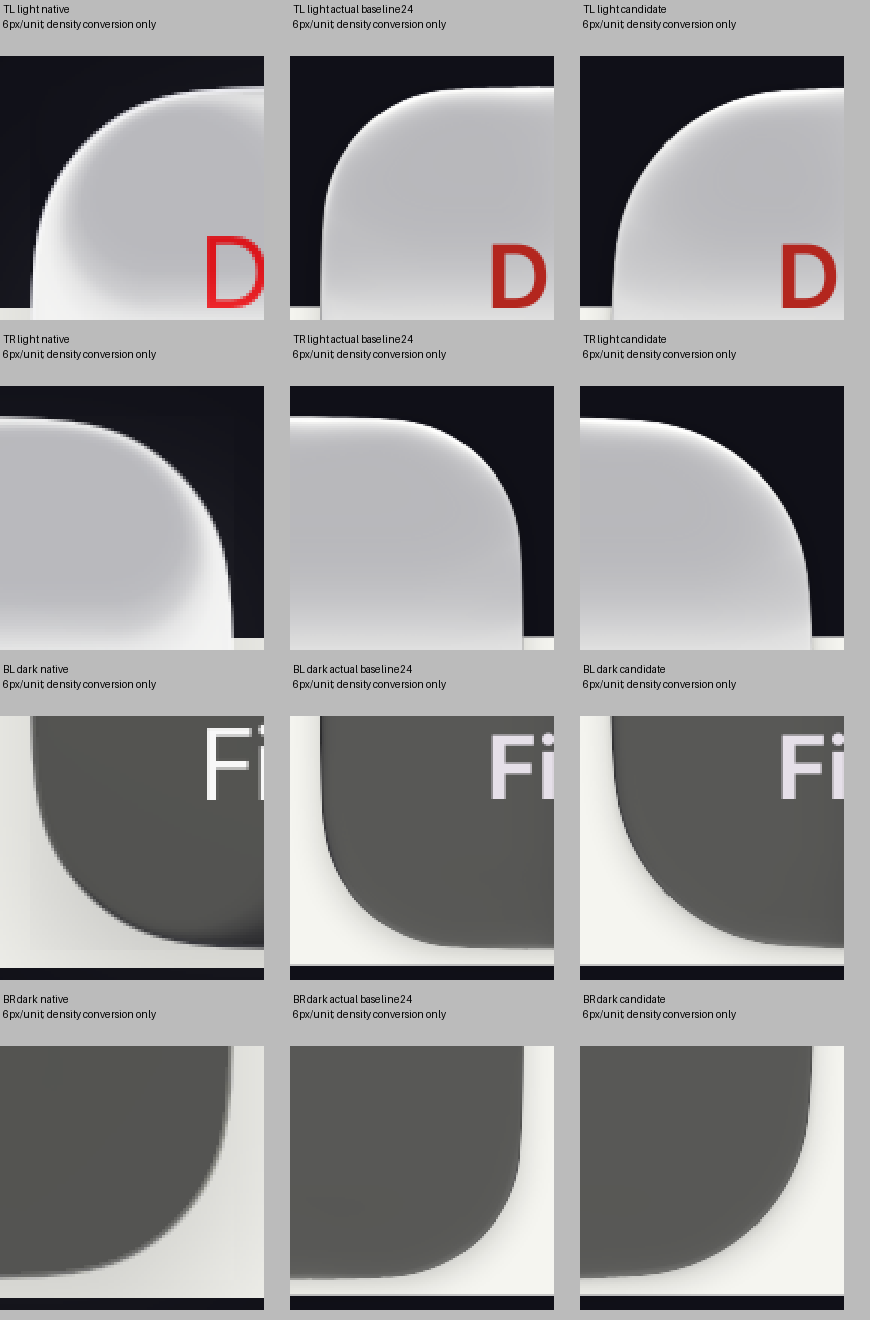 TL light native
TL light actual baseline24
TL light candidate
6px/unit; density conversion only
6px/unit; density conversion only
6px/unit; density conversion only
D
D
D
TR light native
TR light actual baseline24
TR light candidate
6px/unit; density conversion only
6px/unit; density conversion only
6px/unit; density conversion only
BL dark native
BL dark actual baseline24
BL dark candidate
6px/unit; density conversion only
6px/unit; density conversion only
6px/unit; density conversion only
Fi
Fi
Fi
BR dark native
BR dark actual baseline24
BR dark candidate
6px/unit; density conversion only
6px/unit; density conversion only
6px/unit; density conversion only